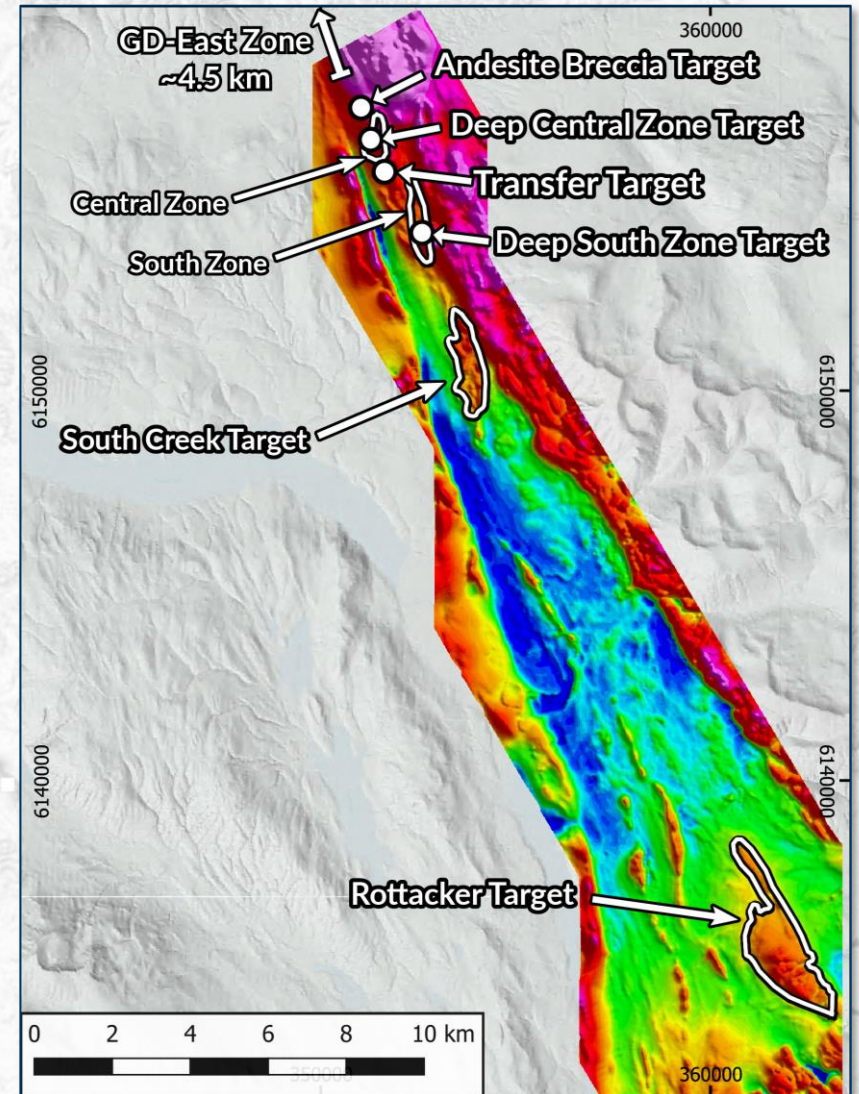 360000
GD-East Zone
~4.5 km
Andesite Breccia Target
Deep Central Zone Target
Transfer Target
Central Zone
South Zone
Deep South Zone Target
6150000
6150000
South Creek Target
6140000
6140000
Rottacker Target
0 2 4 6 8 10 km
350000
360000